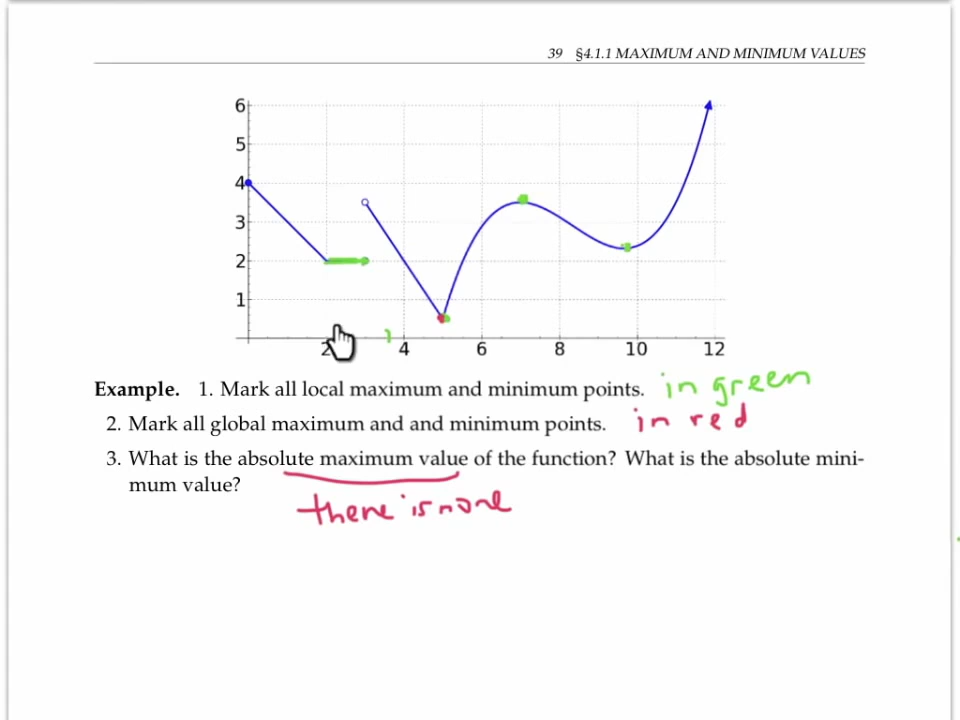 39 §4.1.1 MAXIMUM AND MINIMUM VALUES
6
5
4
3
2
1
2 4 6 8 10 12
Example. 1. Mark all local maximum and minimum points. in green
2. Mark all global maximum and and minimum points. in red
3. What is the absolute maximum value of the function? What is the absolute mini-
mum value?
there is none